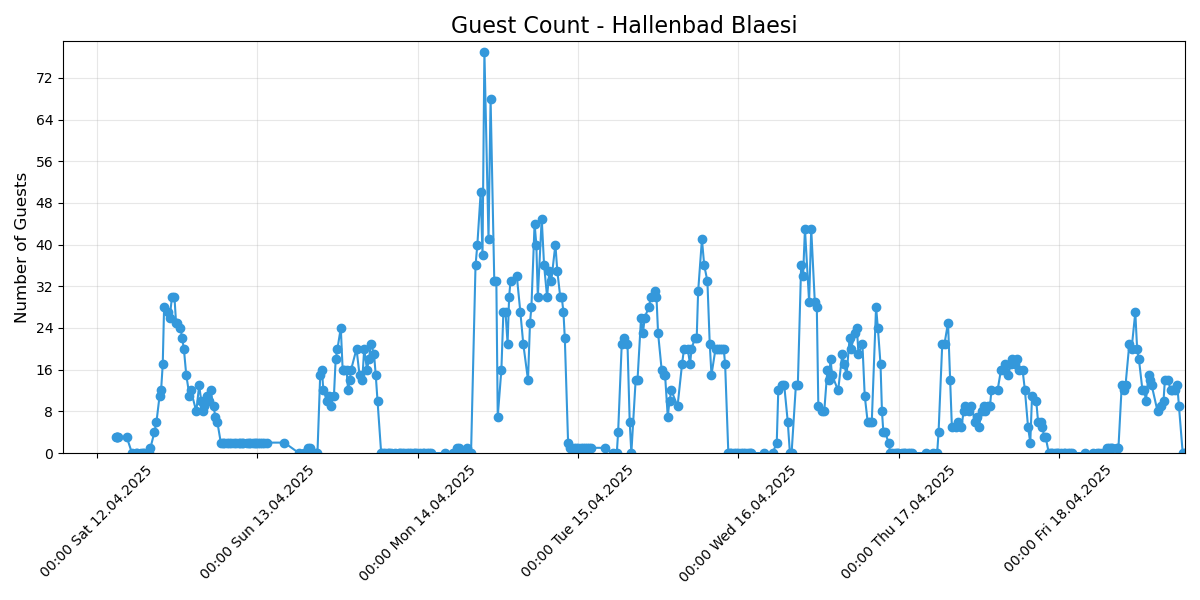 Guest Count - Hallenbad Blaesi
Number of Guests
72
64
56
48
40
32
24
16
8
0
00:00 Sat 12.04.2025
00:00 Sun 13.04.2025
00:00 Mon 14.04.2025
00:00 Tue 15.04.2025
00:00 Wed 16.04.2025
00:00 Thu 17.04.2025
00:00 Fri 18.04.2025